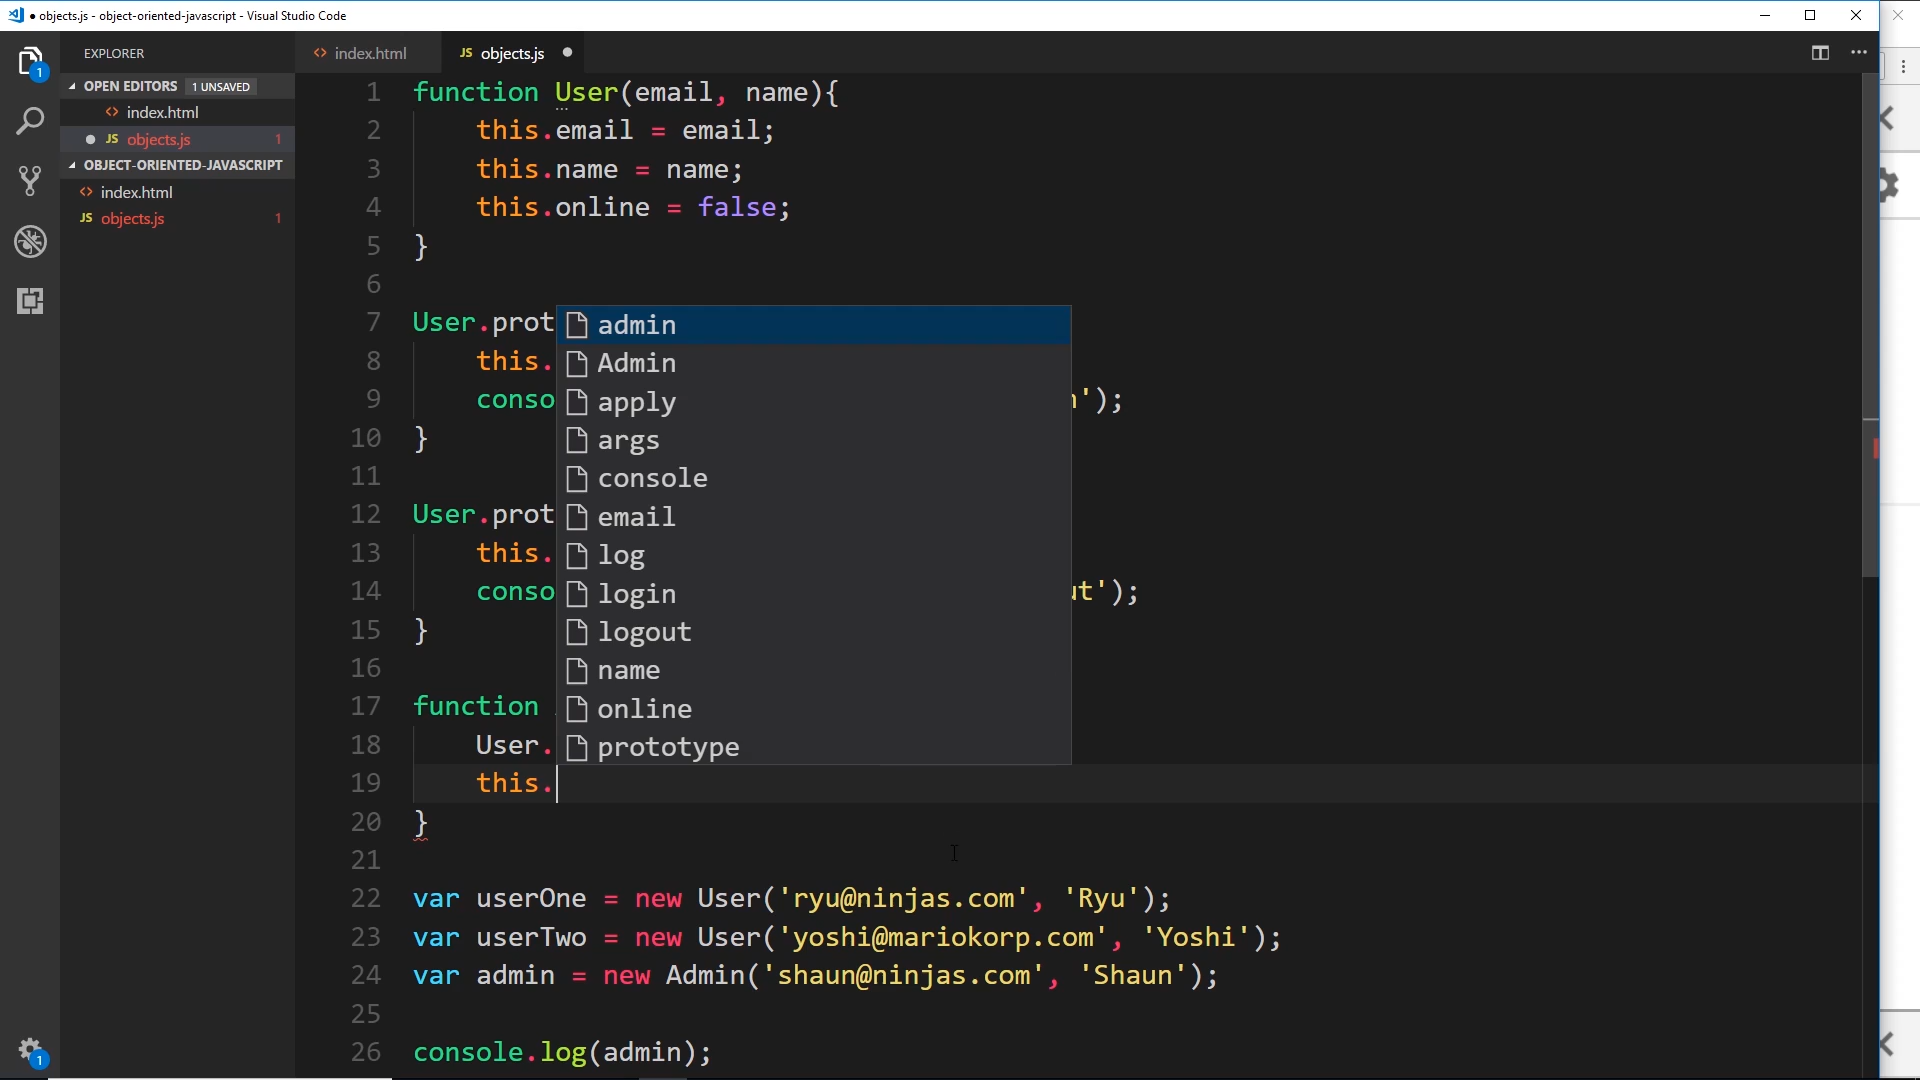 objects.js - object-oriented-javascript - Visual Studio Code
EXPLORER
OPEN EDITORS 1 UNSAVED
index.html
JS objects.js 1
OBJECT-ORIENTED-JAVASCRIPT
index.html
JS objects.js 1
1
1
index.html
JS objects.js
1 function User(email, name){
2 this.email = email;
3 this.name = name;
4 this.online = false;
5 }
6
7 User.prot
8 this.
9 conso n');
10 }
11
12 User.prot
13 this.
14 conso ut');
15 }
16
17 function
18 User.
19 this.
20 }
21
22 var userOne = new User('ryu@ninjas.com', 'Ryu');
23 var userTwo = new User('yoshi@mariokorp.com', 'Yoshi');
24 var admin = new Admin('shaun@ninjas.com', 'Shaun');
25
26 console.log(admin);
admin
Admin
apply
args
console
email
log
login
logout
name
online
prototype